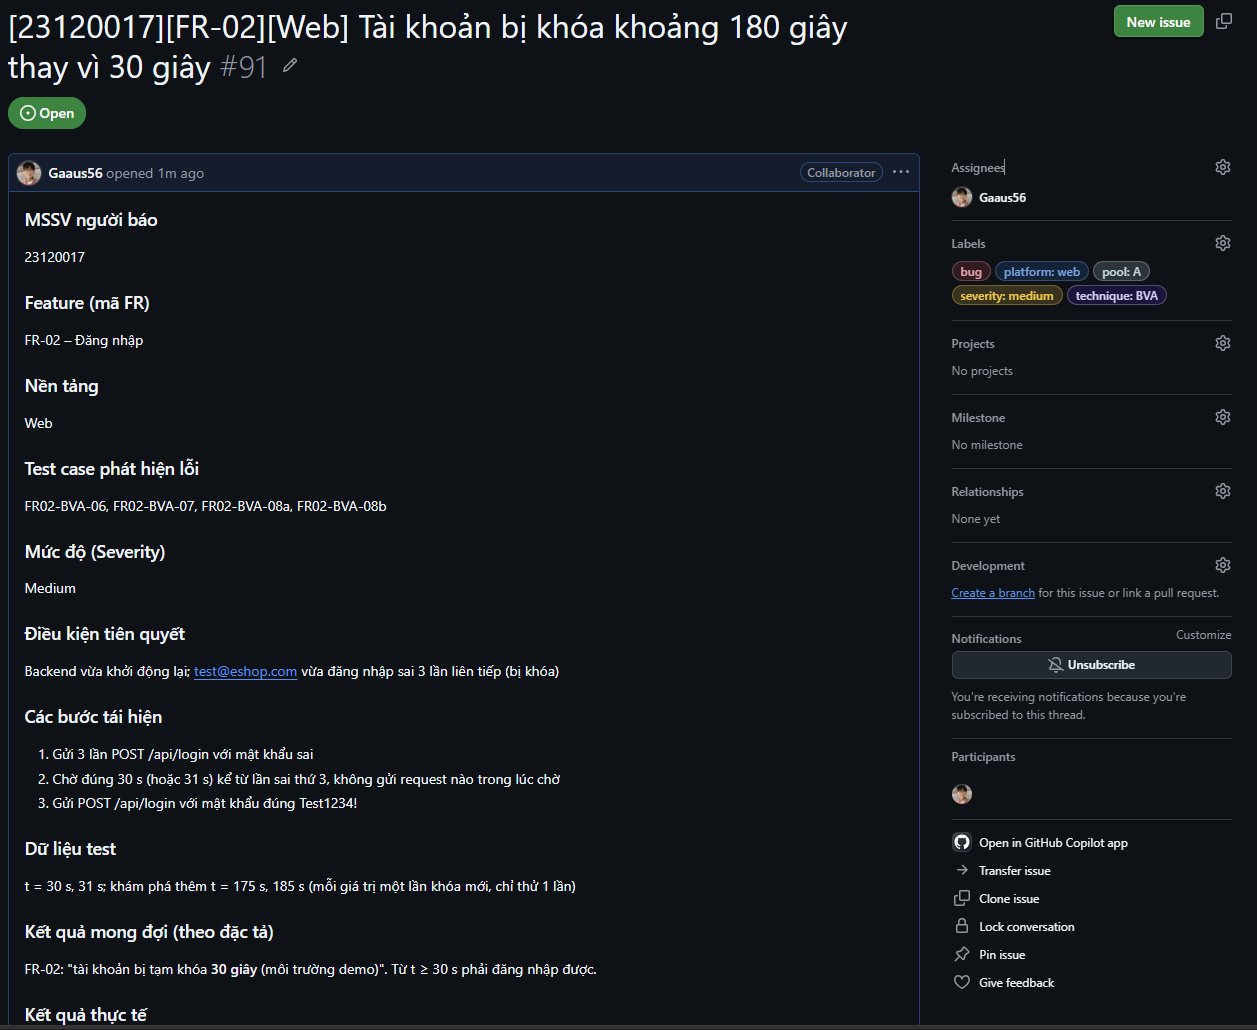 [23120017][FR-02][Web] Tài khoản bị khóa khoảng 180 giây
thay vì 30 giây #91
New issue
Open
Gaaus56 opened 1m ago
Collaborator
MSSV người báo
23120017
Feature (mã FR)
FR-02 – Đăng nhập
Nền tảng
Web
Test case phát hiện lỗi
FR02-BVA-06, FR02-BVA-07, FR02-BVA-08a, FR02-BVA-08b
Mức độ (Severity)
Medium
Điều kiện tiên quyết
Backend vừa khởi động lại; test@eshop.com vừa đăng nhập sai 3 lần liên tiếp (bị khóa)
Các bước tái hiện
1. Gửi 3 lần POST /api/login với mật khẩu sai
2. Chờ đúng 30 s (hoặc 31 s) kể từ lần sai thứ 3, không gửi request nào trong lúc chờ
3. Gửi POST /api/login với mật khẩu đúng Test1234!
Dữ liệu test
t = 30 s, 31 s; khám phá thêm t = 175 s, 185 s (mỗi giá trị một lần khóa mới, chỉ thử 1 lần)
Kết quả mong đợi (theo đặc tả)
FR-02: "tài khoản bị tạm khóa 30 giây (môi trường demo)". Từ t ≥ 30 s phải đăng nhập được.
Kết quả thực tế
Assignees
Gaaus56
Labels
bug
platform: web
pool: A
severity: medium
technique: BVA
Projects
No projects
Milestone
No milestone
Relationships
None yet
Development
Create a branch for this issue or link a pull request.
Notifications
Customize
Unsubscribe
You're receiving notifications because you're
subscribed to this thread.
Participants
Open in GitHub Copilot app
Transfer issue
Clone issue
Lock conversation
Pin issue
Give feedback